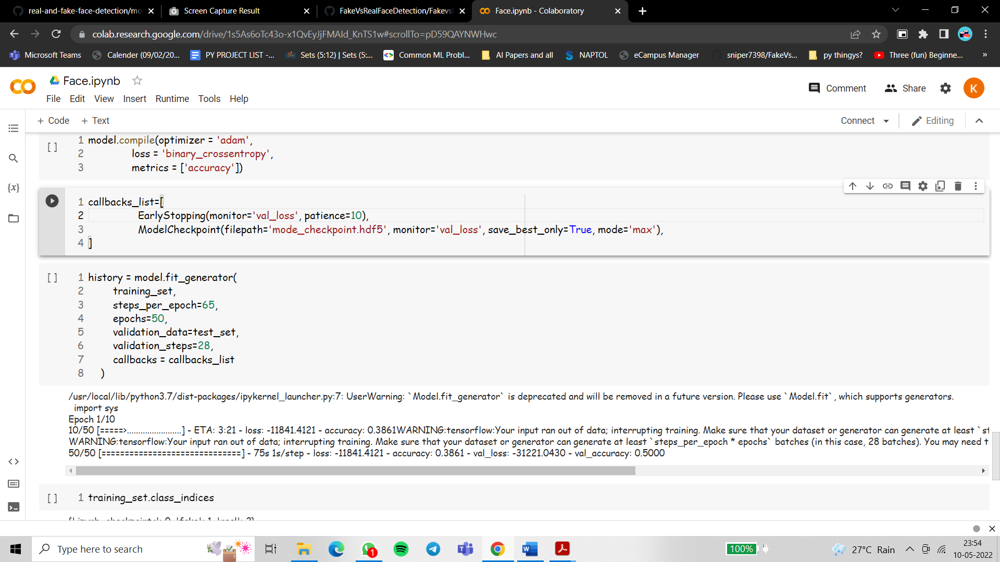 real-and-fake-face-detection/mo
Screen Capture Result
FakeVsRealFaceDetection/Fakevs
Face.ipynb - Colaboratory
colab.research.google.com/drive/1s5As6oTc43o-x1QvEyJjFMAId_KnTS1w#scrollTo=pD59QAYNWHwc
Microsoft Teams
Calender (09/02/20...
PY PROJECT LIST -...
Sets (5:12) | Sets (5:...
Common ML Probl...
AI Papers and all
NAPTOL
eCampus Manager
sniper7398/FakeVs...
py thingys?
Three (fun) Beginne...
»
Face.ipynb
File Edit View Insert Runtime Tools Help
Comment
Share
K
+ Code + Text
Connect
Editing
[ ]
1 model.compile(optimizer = 'adam',
2 loss = 'binary_crossentropy',
3 metrics = ['accuracy'])
1 callbacks_list=[
2 EarlyStopping(monitor='val_loss', patience=10),
3 ModelCheckpoint(filepath='mode_checkpoint.hdf5', monitor='val_loss', save_best_only=True, mode='max'),
4 ]
[ ]
1 history = model.fit_generator(
2 training_set,
3 steps_per_epoch=65,
4 epochs=50,
5 validation_data=test_set,
6 validation_steps=28,
7 callbacks = callbacks_list
8 )
/usr/local/lib/python3.7/dist-packages/ipykernel_launcher.py:7: UserWarning: `Model.fit_generator` is deprecated and will be removed in a future version. Please use `Model.fit`, which supports generators.
import sys
Epoch 1/10
10/50 [=====>........................] - ETA: 3:21 - loss: -11841.4121 - accuracy: 0.3861WARNING:tensorflow:Your input ran out of data; interrupting training. Make sure that your dataset or generator can generate at least `st
WARNING:tensorflow:Your input ran out of data; interrupting training. Make sure that your dataset or generator can generate at least `steps_per_epoch * epochs` batches (in this case, 28 batches). You may need t
50/50 [==============================] - 75s 1s/step - loss: -11841.4121 - accuracy: 0.3861 - val_loss: -31221.0430 - val_accuracy: 0.5000
[ ]
1 training_set.class_indices
{x}
Type here to search
1
100%
27°C Rain
23:54
10-05-2022